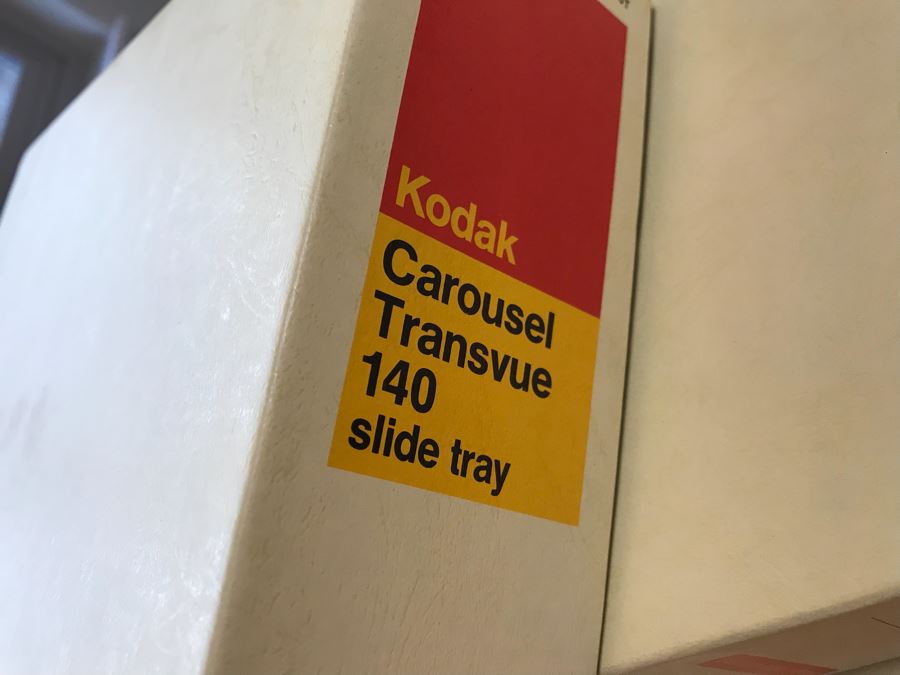 Kodak
Carousel
Transvue
140
slide tray